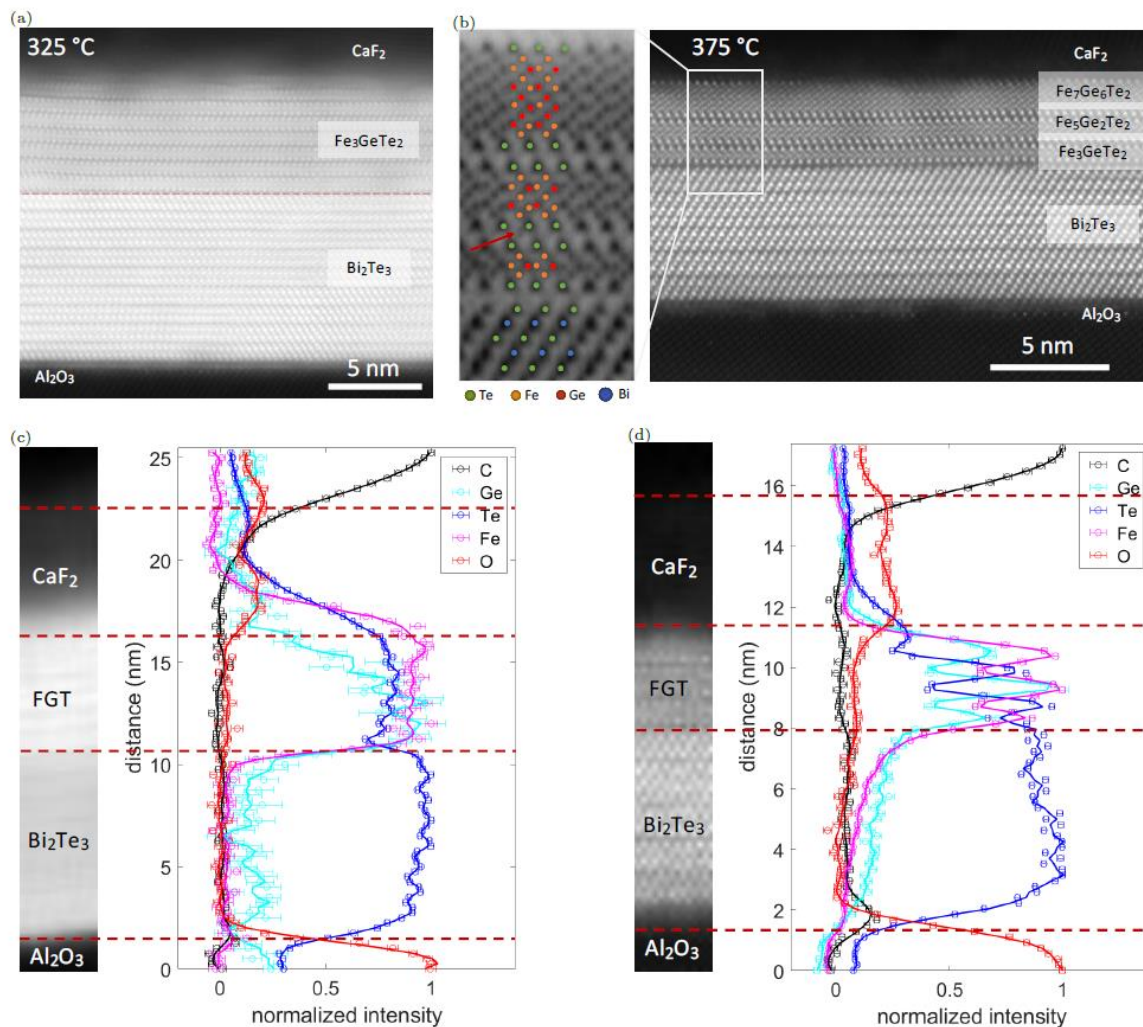 (a)
325 °C
CaF₂
Fe₃GeTe₂
Bi₂Te₃
Al₂O₃
5 nm
(b)
Te Fe Ge Bi
375 °C
CaF₂
Fe₇Ge₆Te₂
Fe₅Ge₂Te₂
Fe₃GeTe₂
Bi₂Te₃
Al₂O₃
5 nm
(c)
CaF₂
FGT
Bi₂Te₃
Al₂O₃
distance (nm)
25
20
15
10
5
0
0 0.5 1
normalized intensity
C
Ge
Te
Fe
O
(d)
CaF₂
FGT
Bi₂Te₃
Al₂O₃
distance (nm)
16
14
12
10
8
6
4
2
0
0 0.5 1
normalized intensity
C
Ge
Te
Fe
O